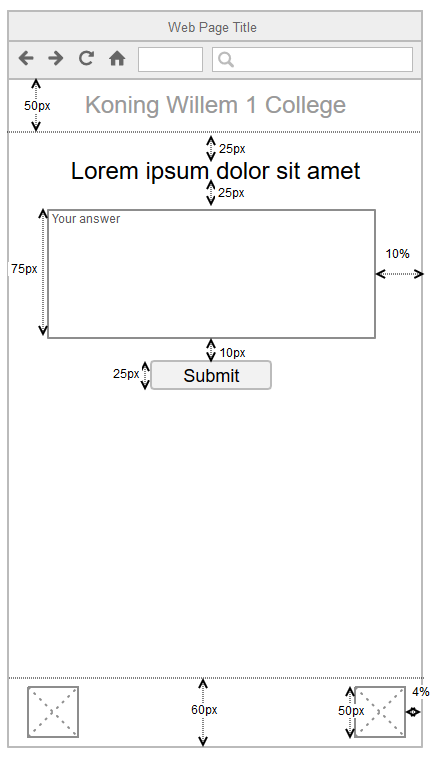 Web Page Title
50px
Koning Willem 1 College
25px
Lorem ipsum dolor sit amet
25px
Your answer
10%
75px
10px
25px
Submit
4%
60px
50px